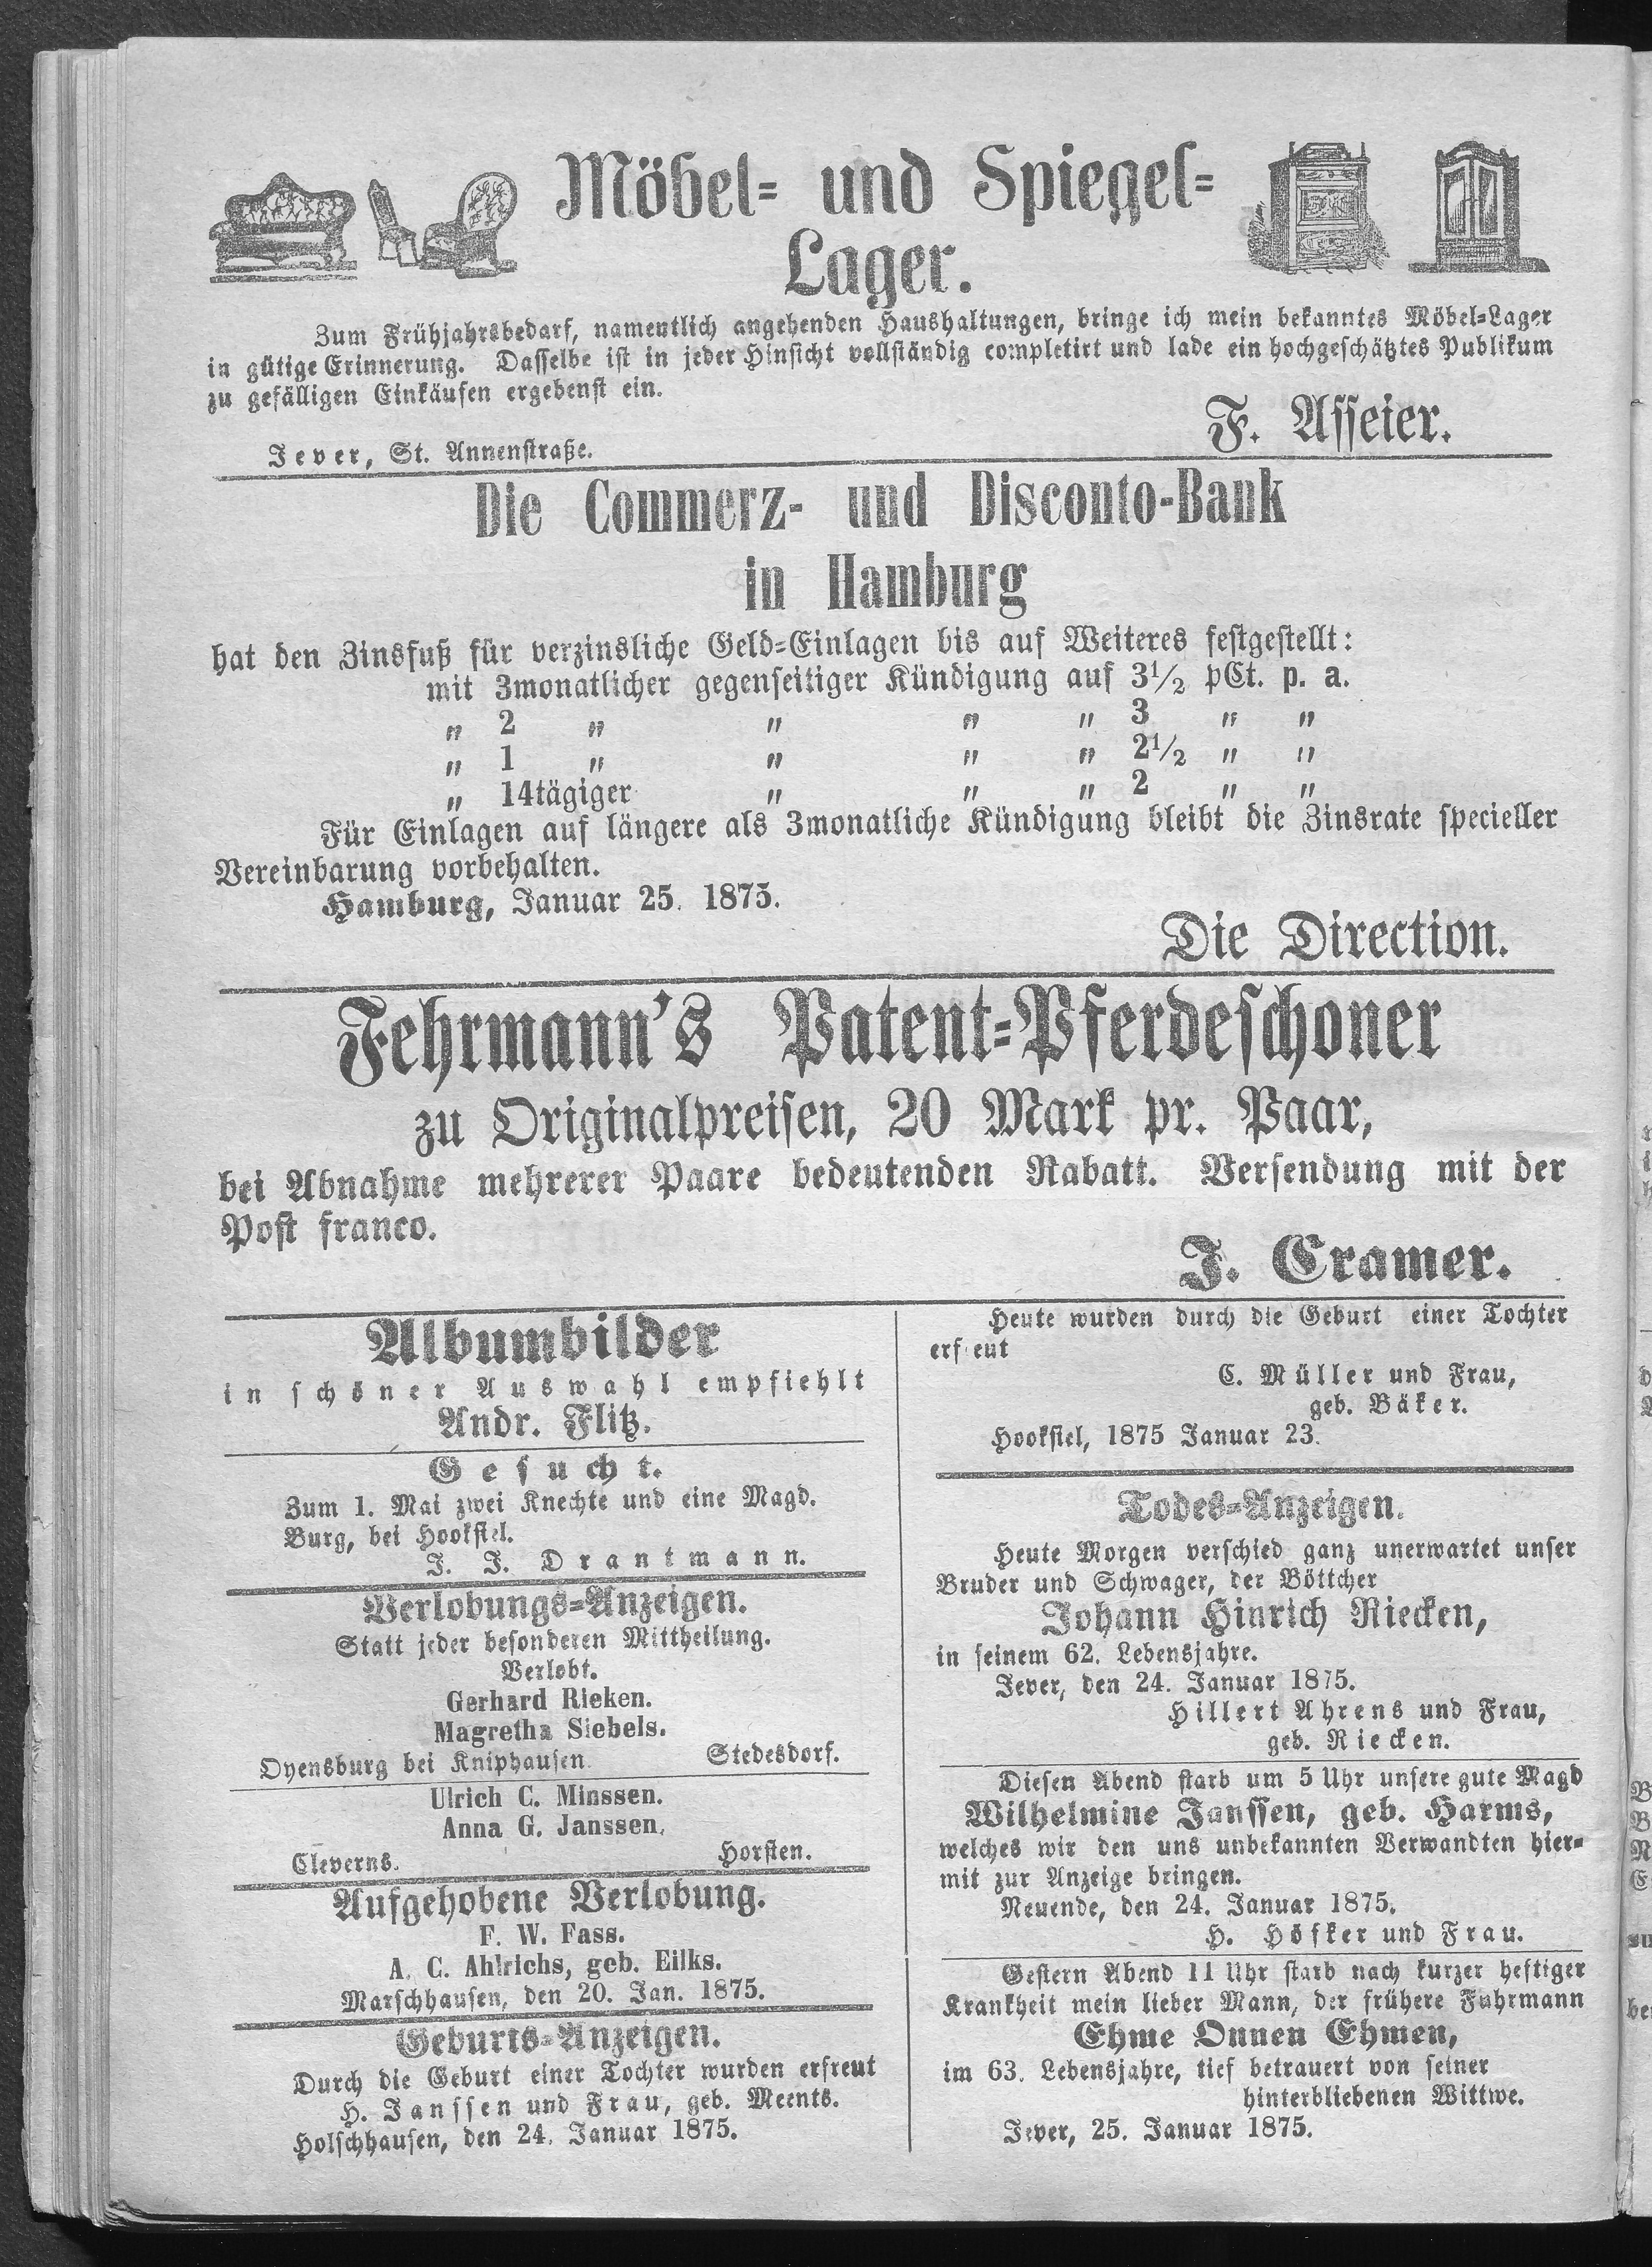 Möbel- und Spiegel-
Lager.
Zum Frühjahrsbedarf, namentlich angehenden Haushaltungen, bringe ich mein bekanntes Möbel-Lager
in gütige Erinnerung. Dasselbe ist in jeder Hinsicht vollständig completirt und lade ein hochgeschätztes Publikum
zu gefälligen Einkäufen ergebenst ein.
F. Asseier.
Jever, St. Annenstraße.
Die Commerz- und Disconto-Bank
in Hamburg
hat den Zinsfuß für verzinsliche Geld-Einlagen bis auf Weiteres festgestellt:
mit 3monatlicher gegenseitiger Kündigung auf 3½ pCt. p. a.
„ 2 „ „ „ „ 3 „ „
„ 1 „ „ „ „ 2½ „ „
„ 14tägiger „ „ „ 2 „ „
Für Einlagen auf längere als 3monatliche Kündigung bleibt die Zinsrate specieller
Vereinbarung vorbehalten.
Hamburg, Januar 25. 1875.
Die Direction.
Fehrmann's Patent-Pferdeschoner
zu Originalpreisen, 20 Mark pr. Paar,
bei Abnahme mehrerer Paare bedeutenden Rabatt. Versendung mit der
Post franco.
J. Cramer.
Albumbilder
in schöner Auswahl empfiehlt
Andr. Flitz.
Gesucht.
Zum 1. Mai zwei Knechte und eine Magd.
Burg, bei Hooksiel.
J. J. Drantmann.
Verlobungs-Anzeigen.
Statt jeder besonderen Mittheilung.
Verlobt.
Gerhard Rieken.
Magretha Siebels.
Oyensburg bei Kniphausen. Stedesdorf.
Ulrich C. Minssen.
Anna G. Janssen.
Cleverns. Horsten.
Aufgehobene Verlobung.
F. W. Fass.
A. C. Ahlrichs, geb. Eilks.
Marschhausen, den 20. Jan. 1875.
Geburts-Anzeigen.
Durch die Geburt einer Tochter wurden erfreut
H. Janssen und Frau, geb. Meents.
Holschhausen, den 24. Januar 1875.
Heute wurden durch die Geburt einer Tochter
erf eut
C. Müller und Frau,
geb. Bäker.
Hooksiel, 1875 Januar 23.
Todes-Anzeigen.
Heute Morgen verschied ganz unerwartet unser
Bruder und Schwager, der Böttcher
Johann Hinrich Riecken,
in seinem 62. Lebensjahre.
Jever, den 24. Januar 1875.
Hillert Ahrens und Frau,
geb. Riecken.
Diesen Abend starb um 5 Uhr unsere gute Magd
Wilhelmine Janssen, geb. Harms,
welches wir den uns unbekannten Verwandten hier-
mit zur Anzeige bringen.
Neuende, den 24. Januar 1875.
H. Höfker und Frau.
Gestern Abend 11 Uhr starb nach kurzer heftiger
Krankheit mein lieber Mann, der frühere Fuhrmann
Ehme Onnen Ehmen,
im 63. Lebensjahre, tief betrauert von seiner
hinterbliebenen Wittwe.
Jever, 25. Januar 1875.